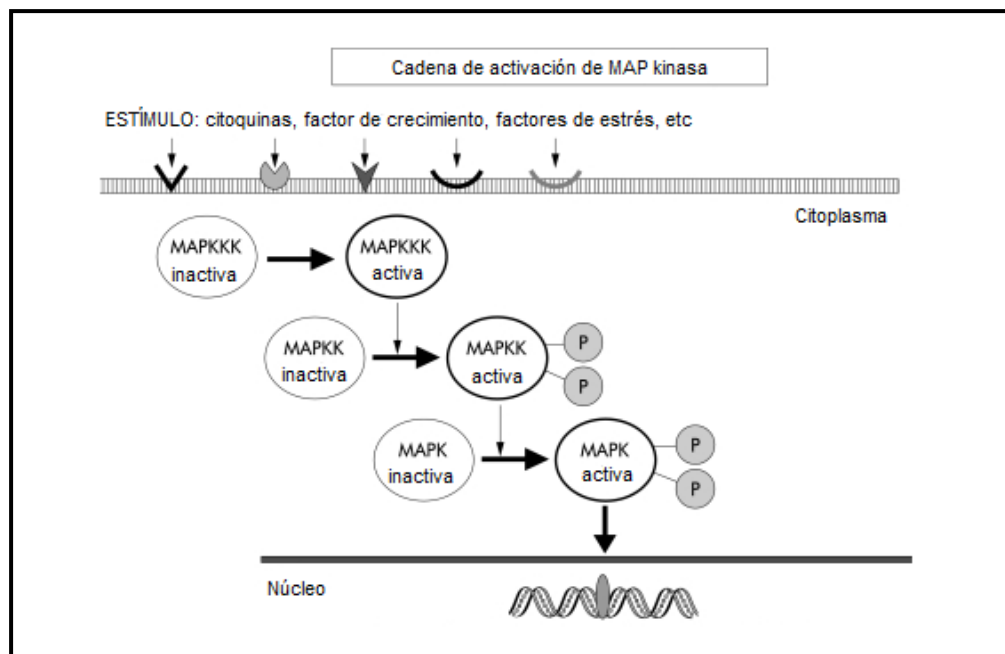 Cadena de activación de MAP kinasa
ESTÍMULO: citoquinas, factor de crecimiento, factores de estrés, etc
Citoplasma
MAPKKK
inactiva
MAPKKK
activa
MAPKK
inactiva
MAPKK
activa
P
P
MAPK
inactiva
MAPK
activa
P
P
Núcleo